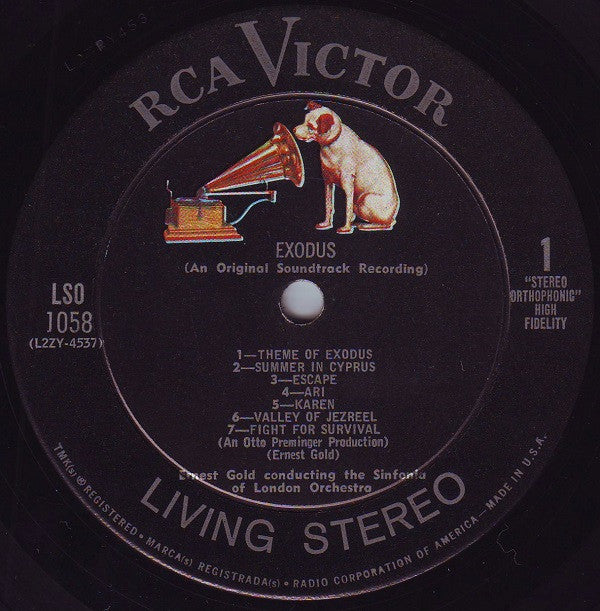 RCA VICTOR
EXODUS
(An Original Soundtrack Recording)
LSO
1058
(L2ZY-4537)
1
"STEREO
ORTHOPHONIC"
HIGH
FIDELITY
1—THEME OF EXODUS
2—SUMMER IN CYPRUS
3—ESCAPE
4—ARI
5—KAREN
6—VALLEY OF JEZREEL
7—FIGHT FOR SURVIVAL
(An Otto Preminger Production)
(Ernest Gold)
Ernest Gold conducting the Sinfonia
of London Orchestra
LIVING STEREO
TMK(s) ® REGISTERED • MARCA(s) REGISTRADA(s) • RADIO CORPORATION OF AMERICA—MADE IN U.S.A.